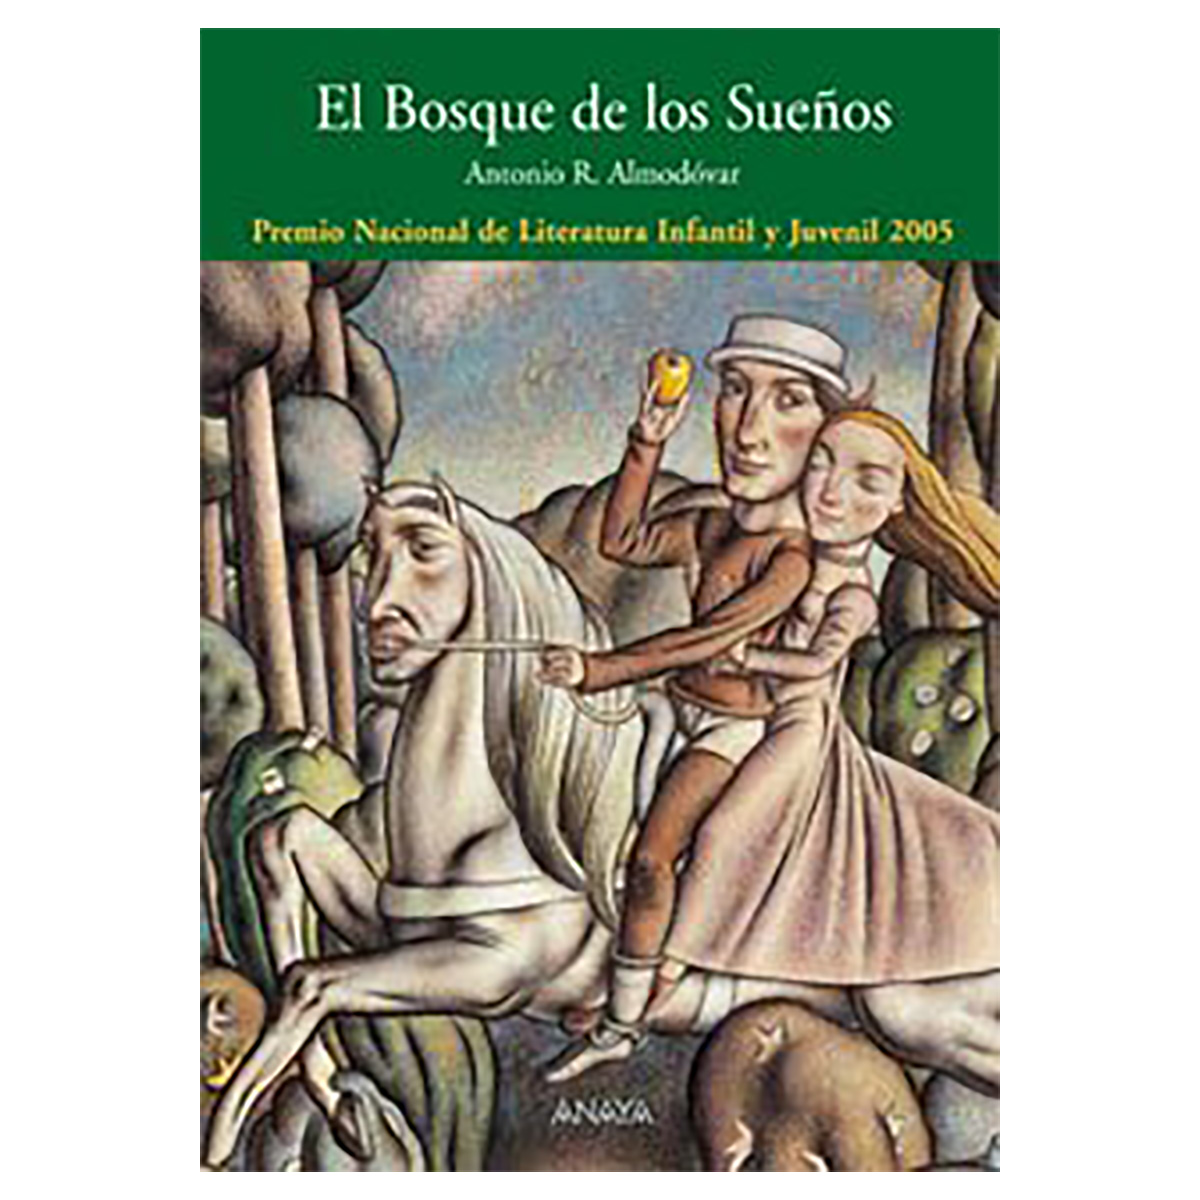 El Bosque de los Sueños
Antonio R. Almodóvar
Premio Nacional de Literatura Infantil y Juvenil 2005
ANAYA